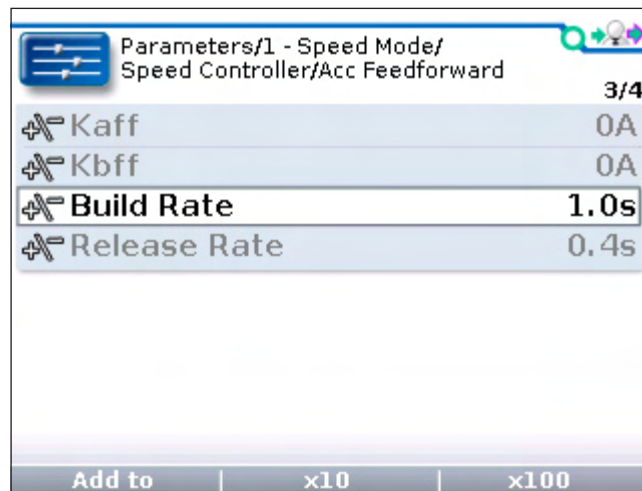 Parameters/1 - Speed Mode/
Speed Controller/Acc Feedforward
3/4
Kaff 0A
Kbff 0A
Build Rate 1.0s
Release Rate 0.4s
Add to | x10 | x100